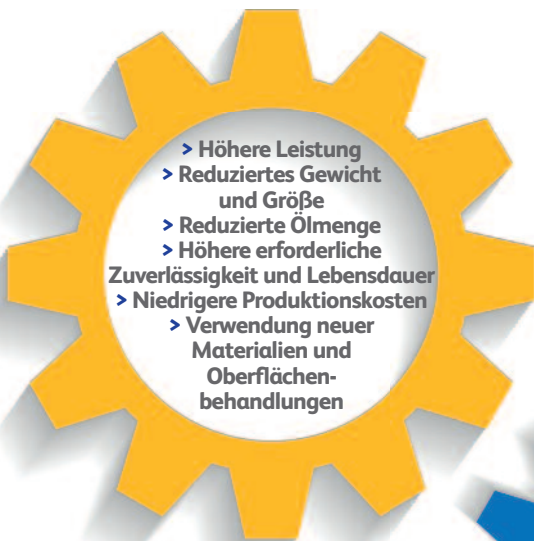 > Höhere Leistung
> Reduziertes Gewicht
und Größe
> Reduzierte Ölmenge
> Höhere erforderliche
Zuverlässigkeit und Lebensdauer
> Niedrigere Produktionskosten
> Verwendung neuer
Materialien und
Oberflächen-
behandlungen